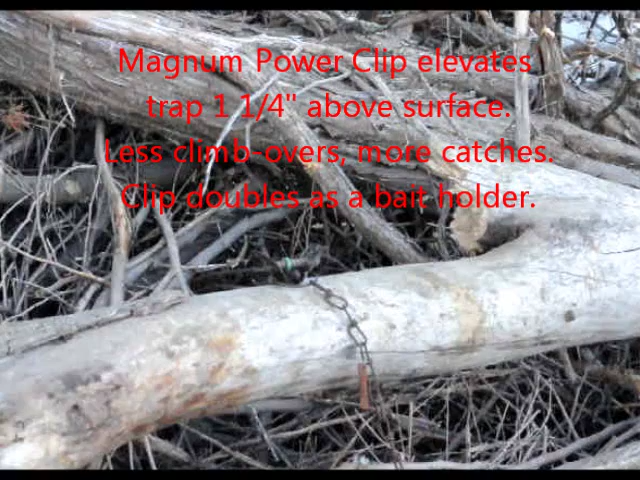 Magnum Power Clip elevates
trap 1 1/4" above surface.
Less climb-overs, more catches.
Clip doubles as a bait holder.